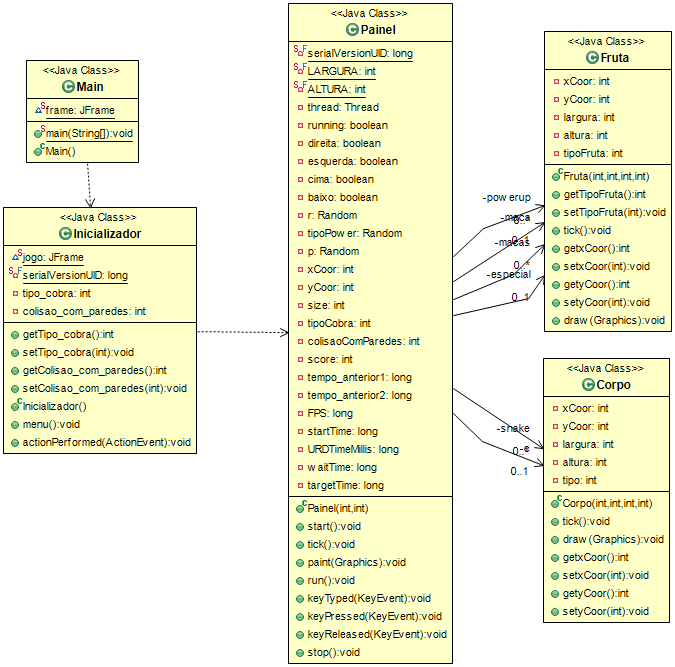 <<Java Class>>
Main
frame: JFrame
main(String[]):void
Main()
<<Java Class>>
Inicializador
jogo: JFrame
serialVersionUID: long
tipo_cobra: int
colisao_com_paredes: int
getTipo_cobra():int
setTipo_cobra(int):void
getColisao_com_paredes():int
setColisao_com_paredes(int):void
Inicializador()
menu():void
actionPerformed(ActionEvent):void
<<Java Class>>
Painel
serialVersionUID: long
LARGURA: int
ALTURA: int
thread: Thread
running: boolean
direita: boolean
esquerda: boolean
cima: boolean
baixo: boolean
r: Random
tipoPower: Random
p: Random
xCoor: int
yCoor: int
size: int
tipoCobra: int
colisaoComParedes: int
score: int
tempo_anterior1: long
tempo_anterior2: long
FPS: long
startTime: long
URDTimeMillis: long
waitTime: long
targetTime: long
Painel(int,int)
start():void
tick():void
paint(Graphics):void
run():void
keyTyped(KeyEvent):void
keyPressed(KeyEvent):void
keyReleased(KeyEvent):void
stop():void
-powerup
-maca
-macas
0..1
0..*
-especial
0..1
<<Java Class>>
Fruta
xCoor: int
yCoor: int
largura: int
altura: int
tipoFruta: int
Fruta(int,int,int,int)
getTipoFruta():int
setTipoFruta(int):void
tick():void
getxCoor():int
setxCoor(int):void
getyCoor():int
setyCoor(int):void
draw(Graphics):void
-snake
0..1
<<Java Class>>
Corpo
xCoor: int
yCoor: int
largura: int
altura: int
tipo: int
Corpo(int,int,int,int)
tick():void
draw(Graphics):void
getxCoor():int
setxCoor(int):void
getyCoor():int
setyCoor(int):void